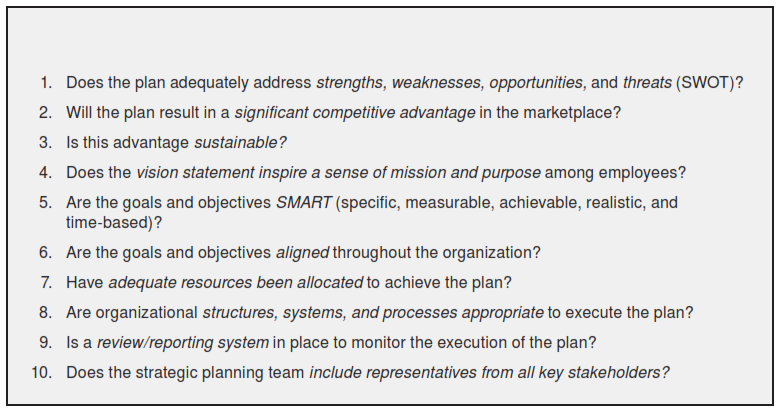 1. Does the plan adequately address strengths, weaknesses, opportunities, and threats (SWOT)?
2. Will the plan result in a significant competitive advantage in the marketplace?
3. Is this advantage sustainable?
4. Does the vision statement inspire a sense of mission and purpose among employees?
5. Are the goals and objectives SMART (specific, measurable, achievable, realistic, and
time-based)?
6. Are the goals and objectives aligned throughout the organization?
7. Have adequate resources been allocated to achieve the plan?
8. Are organizational structures, systems, and processes appropriate to execute the plan?
9. Is a review/reporting system in place to monitor the execution of the plan?
10. Does the strategic planning team include representatives from all key stakeholders?